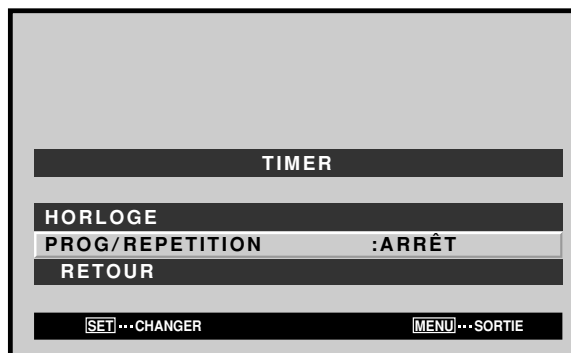 TIMER
HORLOGE
PROG/REPETITION :ARRÊT
RETOUR
SET···CHANGER MENU···SORTIE